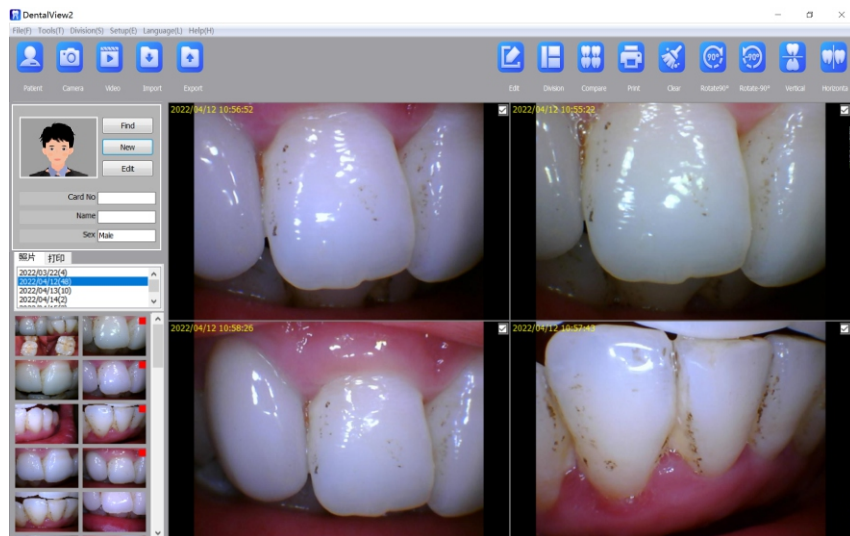 DentalView2
File(F) Tools(T) Division(S) Setup(E) Language(L) Help(H)
Patient Camera Video Import Export Edit Division Compare Print Clear Rotate90° Rotate-90° Vertical Horizonta
90° -90°
Find
New
Edit
Card No
Name
Sex Male
照片 打印
2022/03/22(4)
2022/04/12(48)
2022/04/13(10)
2022/04/14(2)
2022/04/12 10:56:52
2022/04/12 10:55:22
2022/04/12 10:58:26
2022/04/12 10:57:43